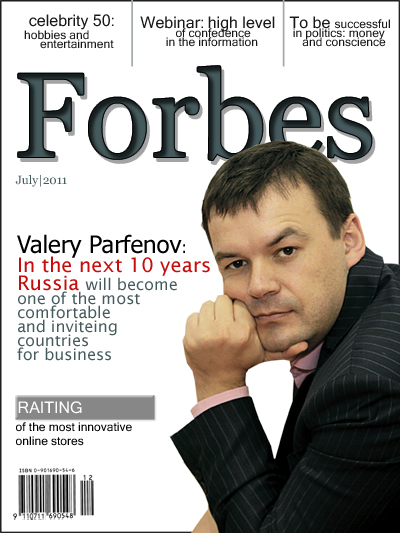 celebrity 50:
hobbies and
entertainment
Webinar: high level
of confedence
in the information
To be successful
in politics: money
and conscience
Forbes
July|2011
Valery Parfenov:
In the next 10 years
Russia will become
one of the most
comfortable
and inviteing
countries
for business
RAITING
of the most innovative
online stores
ISBN 0-901690-54-6
12
9 110711 690548